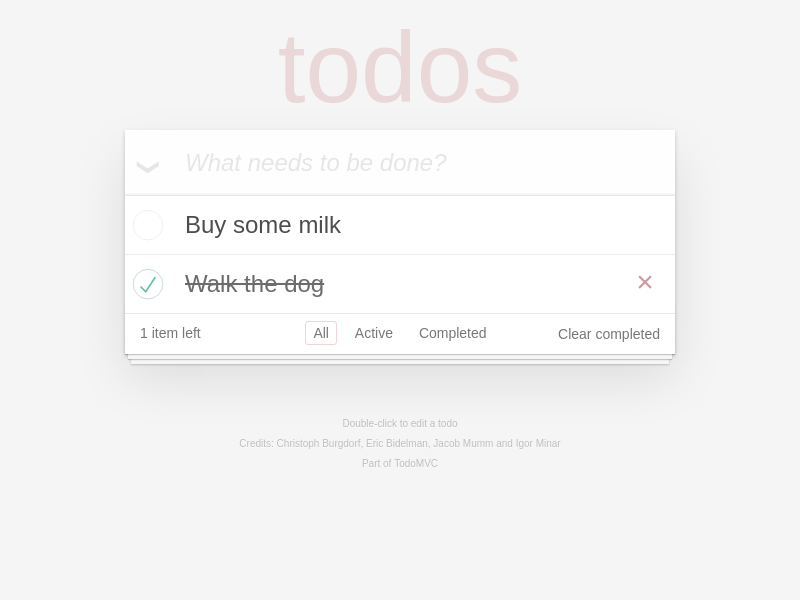 todos
What needs to be done?
Buy some milk
Walk the dog
1 item left All Active Completed Clear completed
Double-click to edit a todo
Credits: Christoph Burgdorf, Eric Bidelman, Jacob Mumm and Igor Minar
Part of TodoMVC